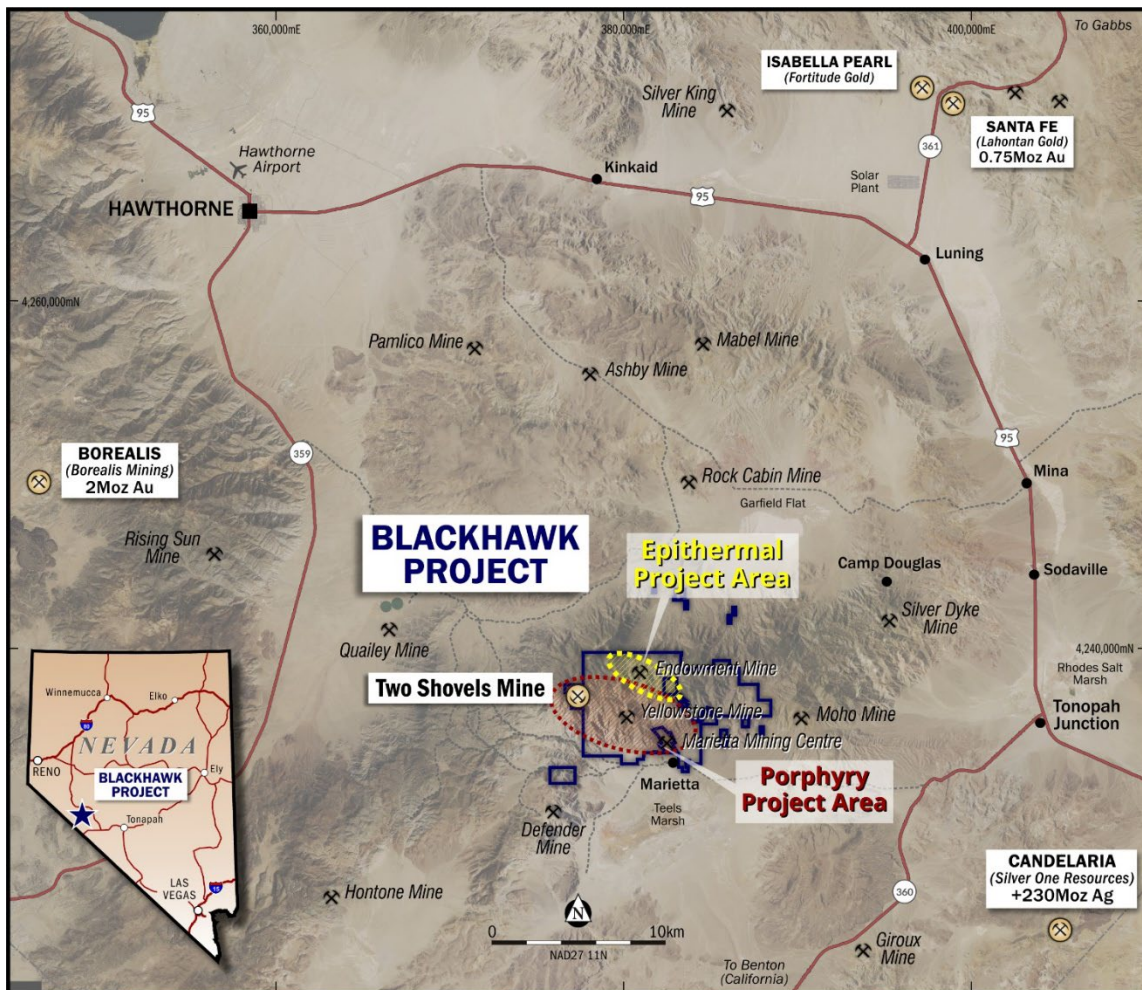 360,000mE
380,000mE
400,000mE
To Gabbs
ISABELLA PEARL
(Fortitude Gold)
Silver King
Mine
95
SANTA FE
(Lahontan Gold)
0.75Moz Au
Hawthorne
Airport
361
Solar
Plant
Kinkaid
95
HAWTHORNE
Luning
4,260,000mN
Pamlico Mine
Mabel Mine
Ashby Mine
95
BOREALIS
(Borealis Mining)
2Moz Au
359
Rock Cabin Mine
Mina
Garfield Flat
Rising Sun
Mine
BLACKHAWK
PROJECT
Epithermal
Project Area
Camp Douglas
Sodaville
Silver Dyke
Mine
Quailey Mine
4,240,000mN
Endowment Mine
Rhodes Salt
Marsh
Two Shovels Mine
Yellowstone Mine
Moho Mine
Tonopah
Junction
Marietta Mining Centre
Marietta
Porphyry
Project Area
Teels
Marsh
Defender
Mine
CANDELARIA
(Silver One Resources)
+230Moz Ag
Hontone Mine
360
N
0
10km
NAD27 11N
Giroux
Mine
To Benton
(California)
Winnemucca
Elko
80
NEVADA
RENO
Ely
BLACKHAWK
PROJECT
Tonapah
LAS
VEGAS
15